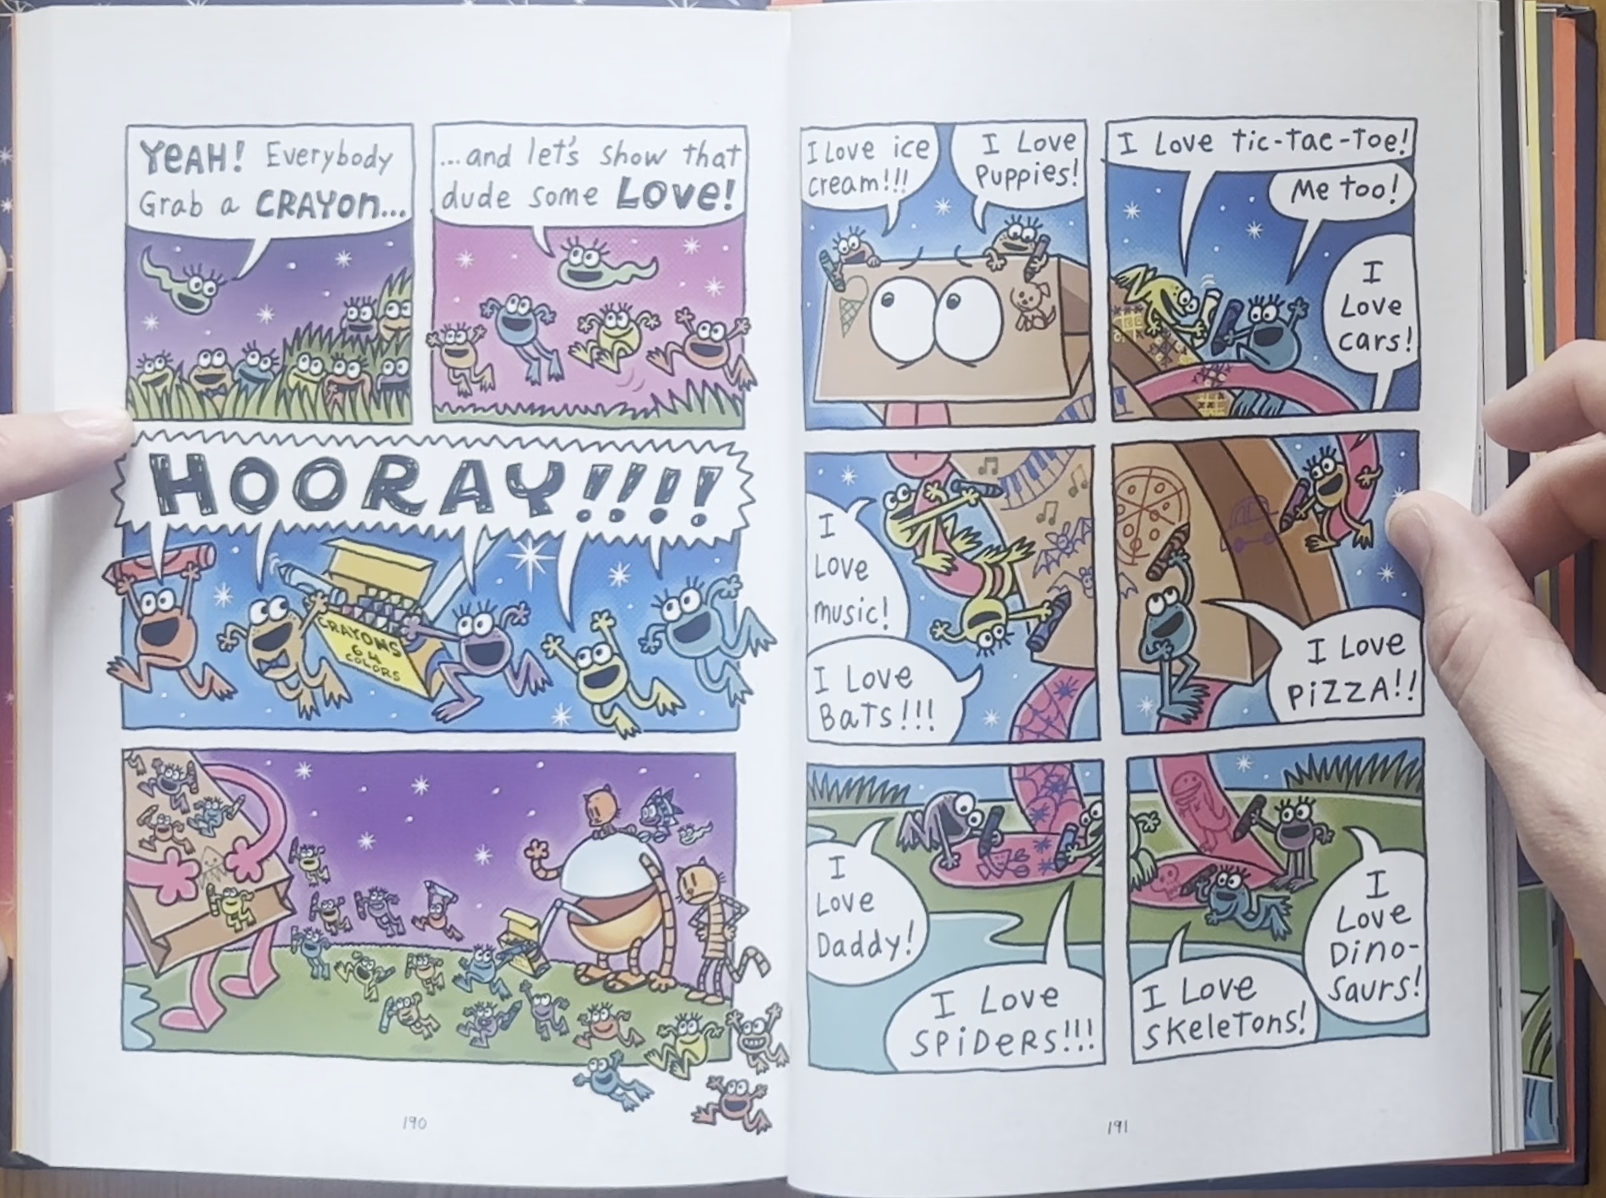 YEAH! Everybody
Grab a CRAYON...
...and let's show that
dude some LOVE!
HOORAY!!!!
CRAYONS
64
COLORS
190
I Love ice
cream!!!
I Love
Puppies!
I Love Tic-Tac-Toe!
Me too!
I
Love
cars!
I
Love
music!
I Love
Bats!!!
I Love
PiZZA!!
I
Love
Daddy!
I Love
SPiDERS!!!
I Love
skeletons!
I
Love
Dino-
saurs!
191